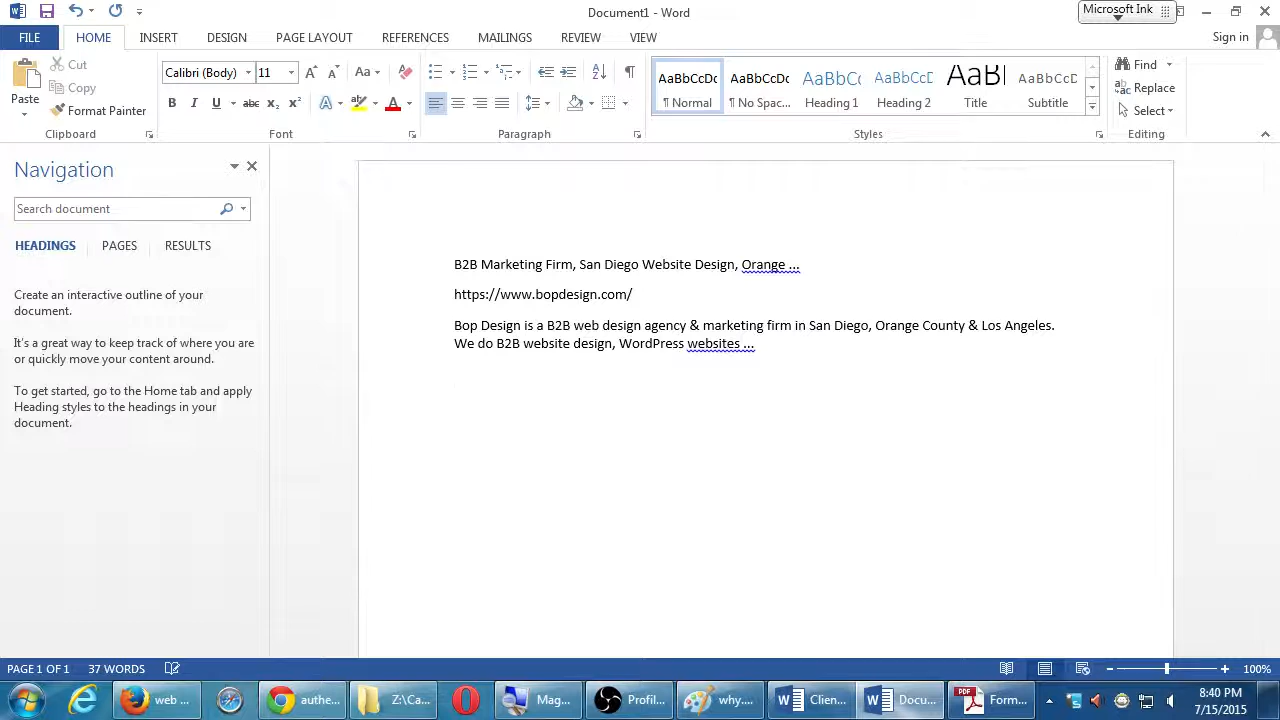 Document1 - Word
Microsoft Ink
FILE
HOME
INSERT
DESIGN
PAGE LAYOUT
REFERENCES
MAILINGS
REVIEW
VIEW
Sign in
Paste
Cut
Copy
Format Painter
Clipboard
Calibri (Body)
11
Font
Paragraph
AaBbCcDc
¶ Normal
AaBbCcDc
¶ No Spac...
AaBbCc
Heading 1
AaBbCcD
Heading 2
AaB
Title
AaBbCcD
Subtitle
Styles
Find
Replace
Select
Editing
Navigation
Search document
HEADINGS
PAGES
RESULTS
Create an interactive outline of your
document.
It's a great way to keep track of where you are
or quickly move your content around.
To get started, go to the Home tab and apply
Heading styles to the headings in your
document.
B2B Marketing Firm, San Diego Website Design, Orange ...
https://www.bopdesign.com/
Bop Design is a B2B web design agency & marketing firm in San Diego, Orange County & Los Angeles.
We do B2B website design, WordPress websites ...
PAGE 1 OF 1
37 WORDS
100%
web ...
authe...
Z:\Ca...
Mag...
Profil...
why....
Clien...
Docu...
Form...
8:40 PM
7/15/2015